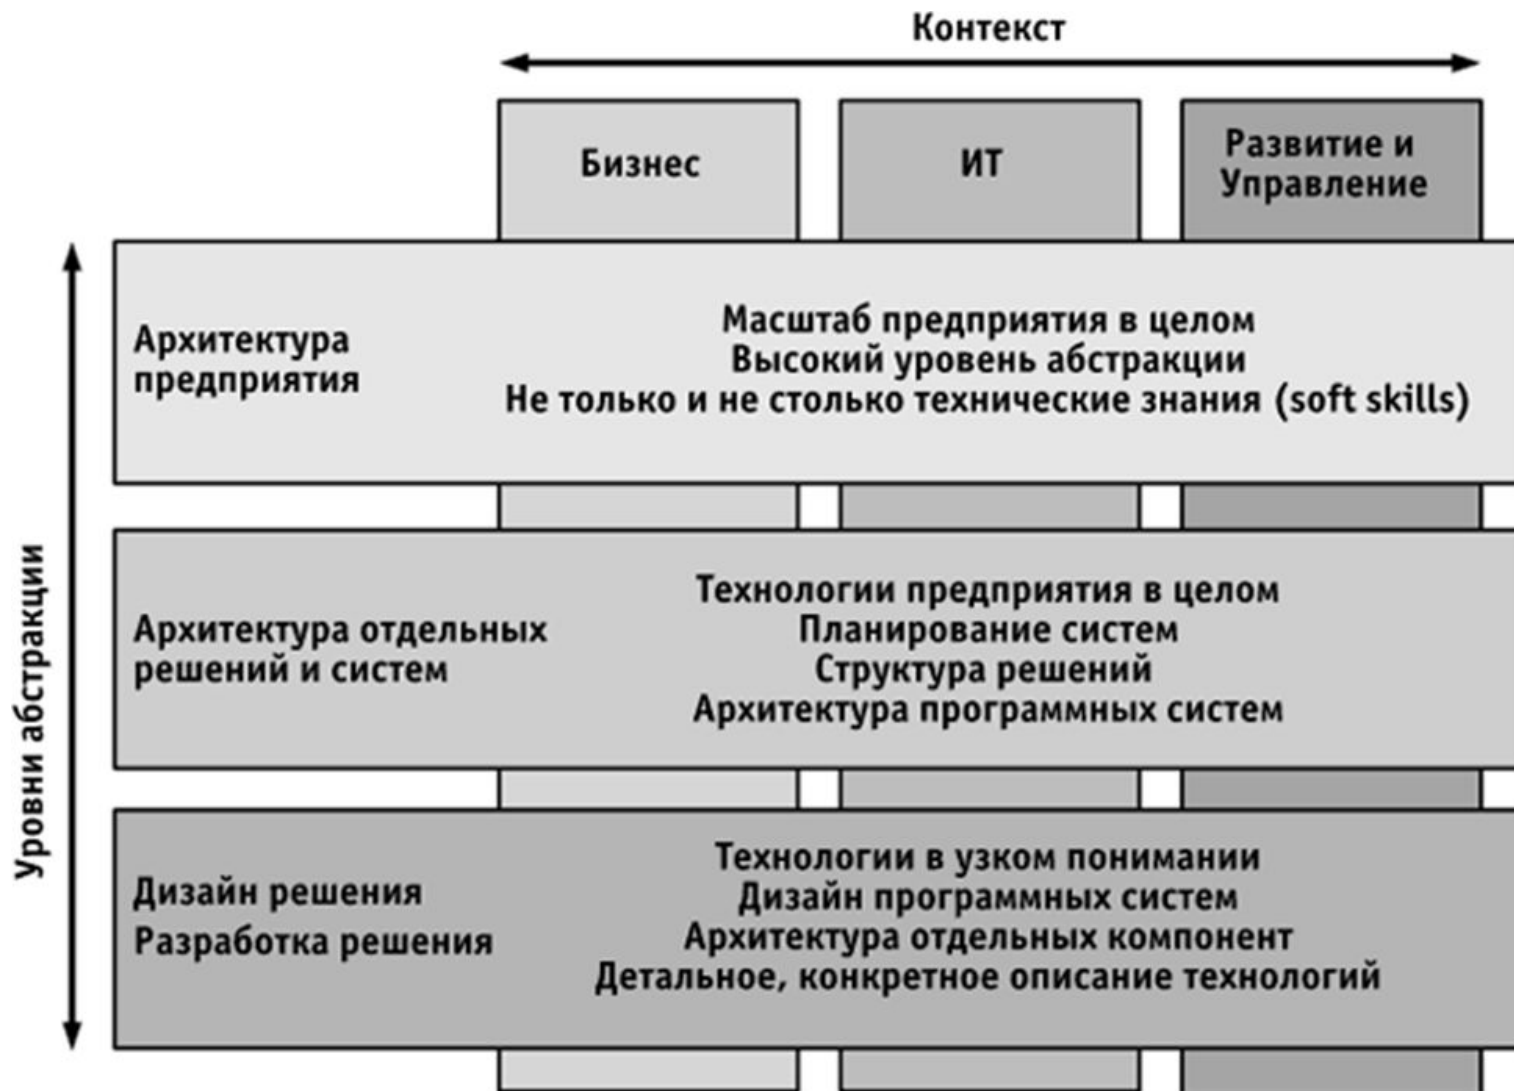 Контекст
Бизнес
ИТ
Развитие и
Управление
Уровни абстракции
Архитектура
предприятия
Масштаб предприятия в целом
Высокий уровень абстракции
Не только и не столько технические знания (soft skills)
Архитектура отдельных
решений и систем
Технологии предприятия в целом
Планирование систем
Структура решений
Архитектура программных систем
Дизайн решения
Разработка решения
Технологии в узком понимании
Дизайн программных систем
Архитектура отдельных компонент
Детальное, конкретное описание технологий